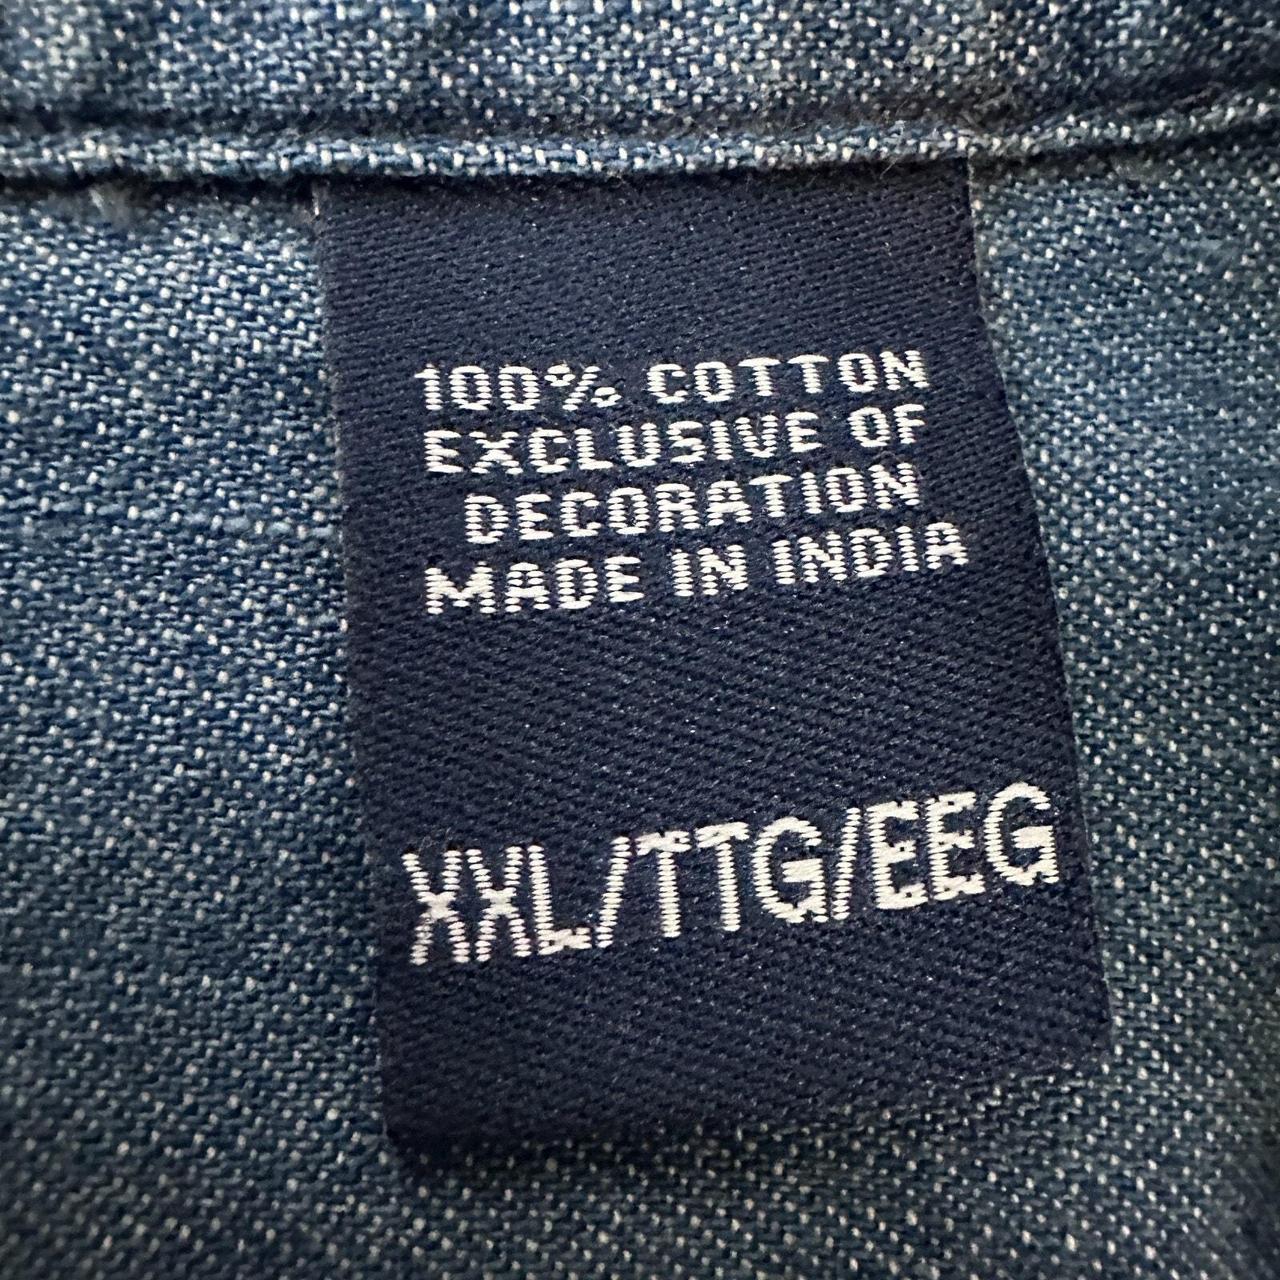 100% COTTON
EXCLUSIVE OF
DECORATION
MADE IN INDIA
XXL/TTG/EEG